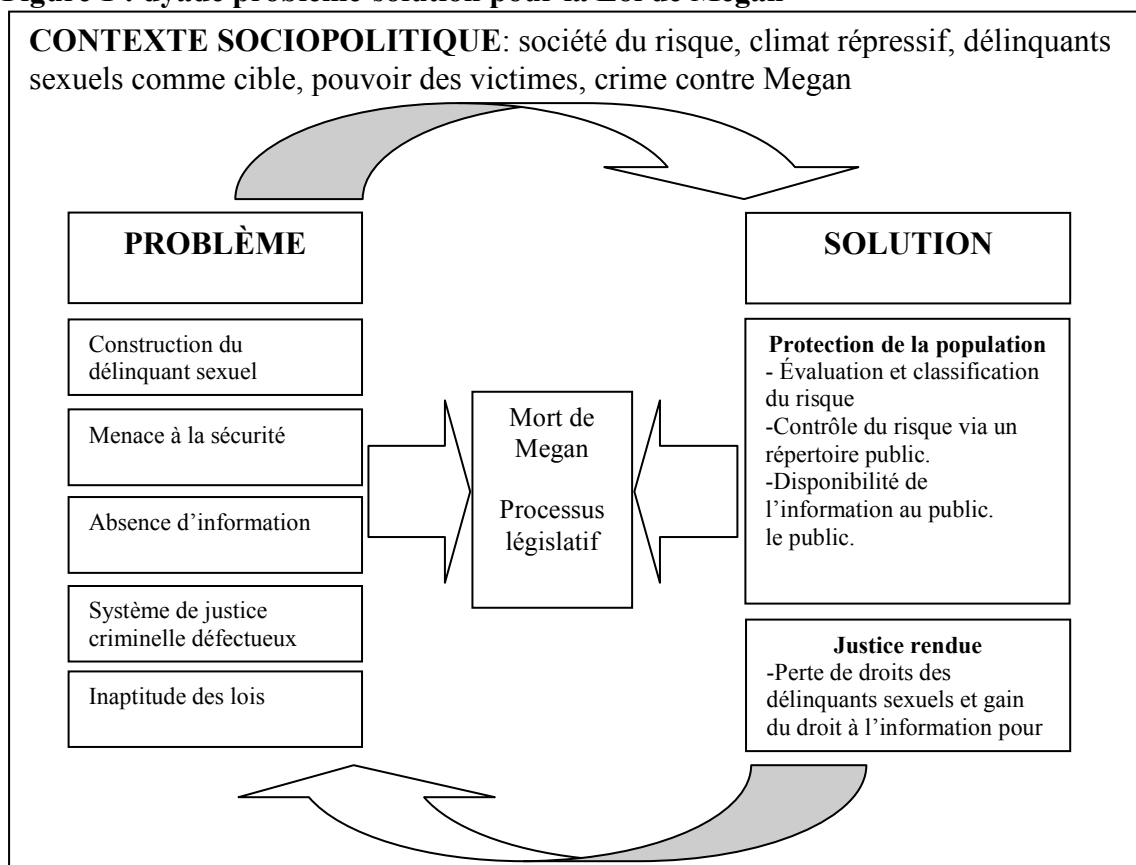 Figure 1 : dyade problème-solution pour la Loi de Megan
CONTEXTE SOCIOPOLITIQUE: société du risque, climat répressif, délinquants
sexuels comme cible, pouvoir des victimes, crime contre Megan
PROBLÈME
Construction du
délinquant sexuel
Menace à la sécurité
Absence d’information
Système de justice
criminelle défectueux
Inaptitude des lois
Mort de
Megan
Processus
législatif
SOLUTION
Protection de la population
- Évaluation et classification
du risque
-Contrôle du risque via un
répertoire public.
-Disponibilité de
l’information au public.
le public.
Justice rendue
-Perte de droits des
délinquants sexuels et gain
du droit à l’information pour